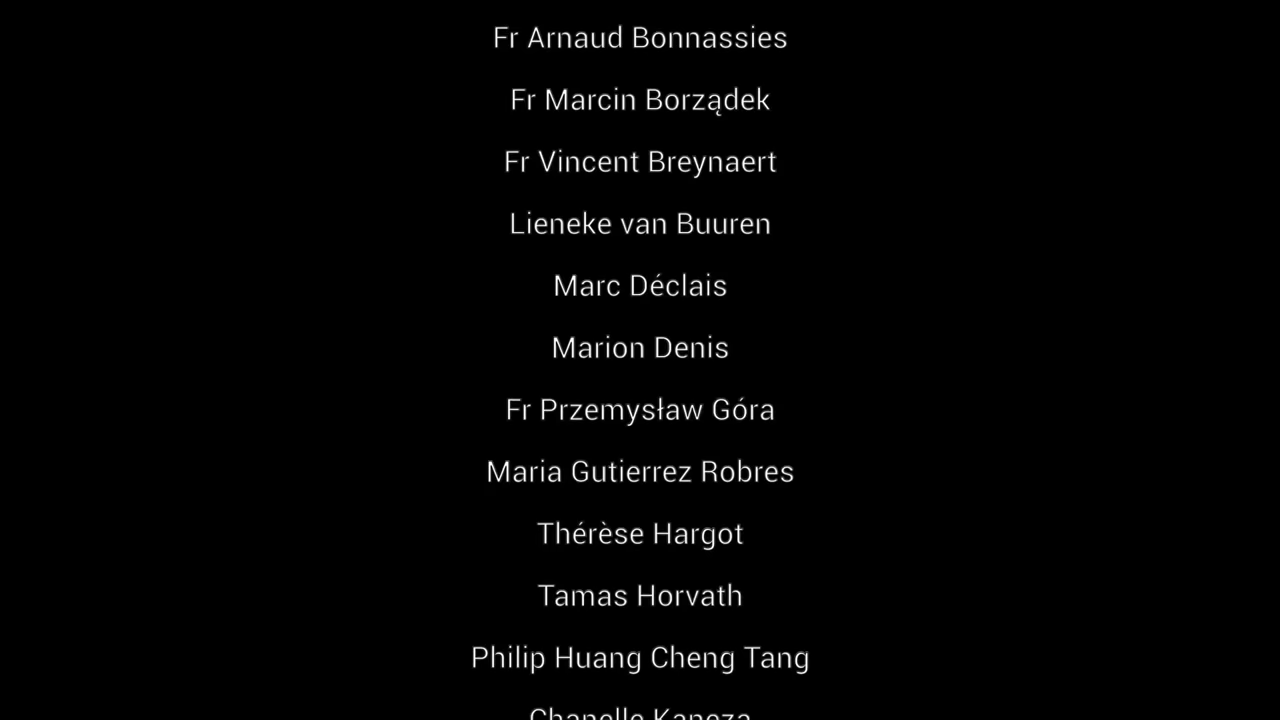 Fr Arnaud Bonnassies
Fr Marcin Borządek
Fr Vincent Breynaert
Lieneke van Buuren
Marc Déclais
Marion Denis
Fr Przemysław Góra
Maria Gutierrez Robres
Thérèse Hargot
Tamas Horvath
Philip Huang Cheng Tang
Chanelle